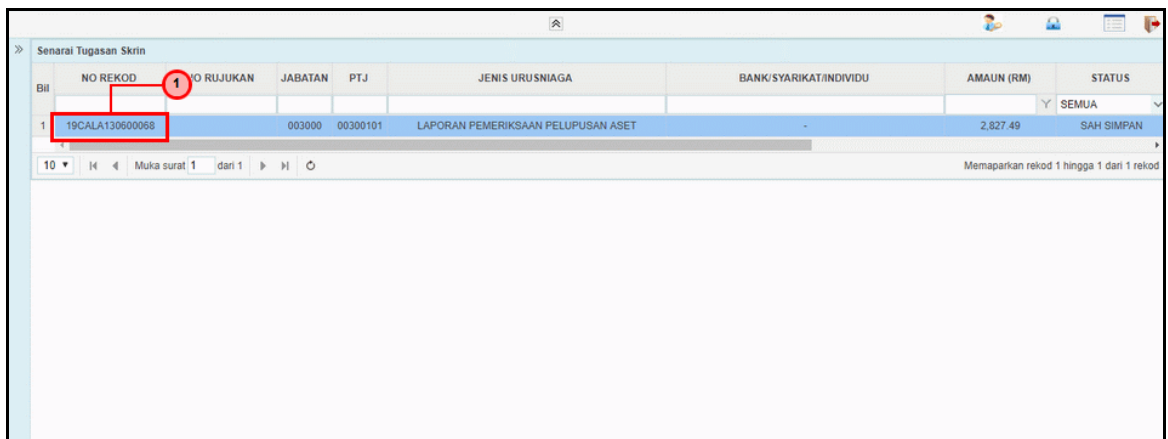 Senarai Tugasan Skrin
Bil NO REKOD 1 NO RUJUKAN JABATAN PTJ JENIS URUSNIAGA BANK/SYARIKAT/INDIVIDU AMAUN (RM) STATUS
SEMUA
1 19CALA130600068 003000 00300101 LAPORAN PEMERIKSAAN PELUPUSAN ASET - 2,827.49 SAH SIMPAN
10 Muka surat 1 dari 1 Memaparkan rekod 1 hingga 1 dari 1 rekod